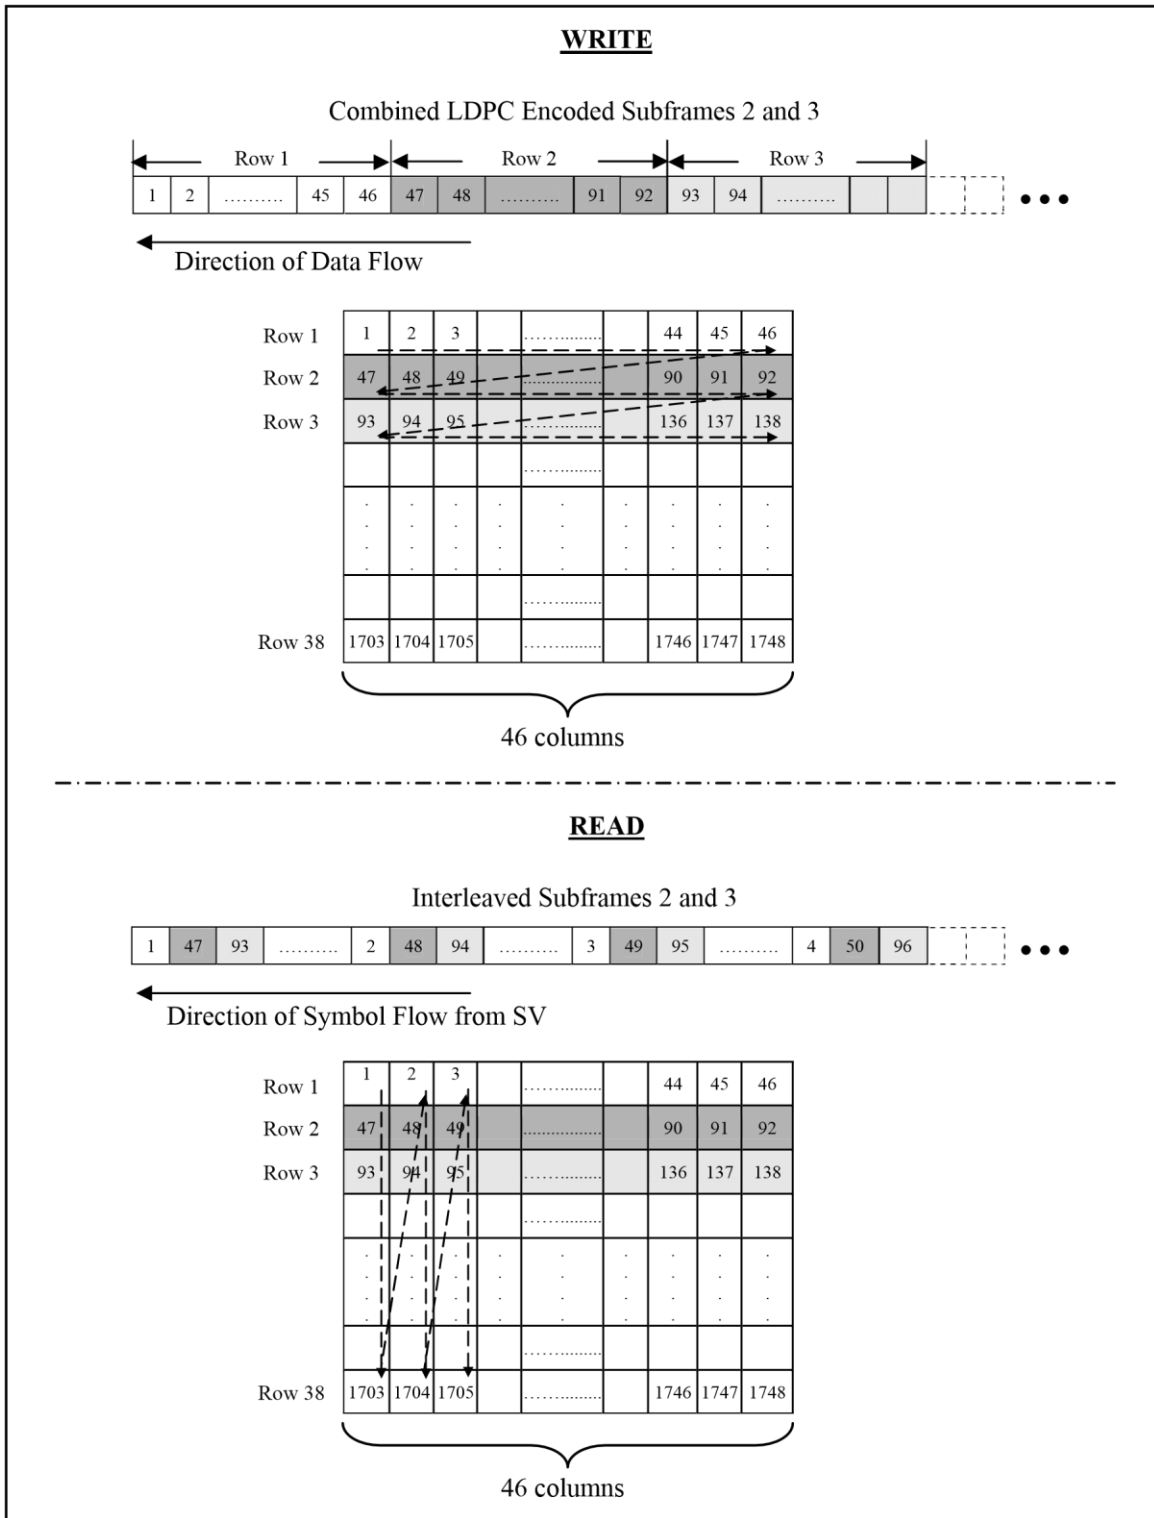 WRITE
Combined LDPC Encoded Subframes 2 and 3
Row 1 Row 2 Row 3
1 2 .......... 45 46 47 48 .......... 91 92 93 94 ..........
Direction of Data Flow
Row 1 1 2 3 .............. 44 45 46
Row 2 47 48 49 .............. 90 91 92
Row 3 93 94 95 .............. 136 137 138
..............
. . . . . . . .
. . . . . . . .
. . . . . . . .
. . . . . . . .
..............
Row 38 1703 1704 1705 .............. 1746 1747 1748
46 columns
READ
Interleaved Subframes 2 and 3
1 47 93 .......... 2 48 94 .......... 3 49 95 .......... 4 50 96
Direction of Symbol Flow from SV
Row 1 1 2 3 .............. 44 45 46
Row 2 47 48 49 .............. 90 91 92
Row 3 93 94 95 .............. 136 137 138
..............
. . . . . . . .
. . . . . . . .
. . . . . . . .
. . . . . . . .
..............
Row 38 1703 1704 1705 .............. 1746 1747 1748
46 columns